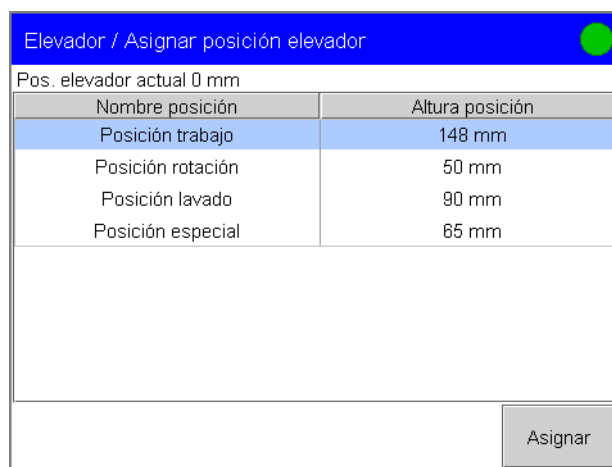 Elevador / Asignar posición elevador
Pos. elevador actual 0 mm
Nombre posición Altura posición
Posición trabajo 148 mm
Posición rotación 50 mm
Posición lavado 90 mm
Posición especial 65 mm
Asignar